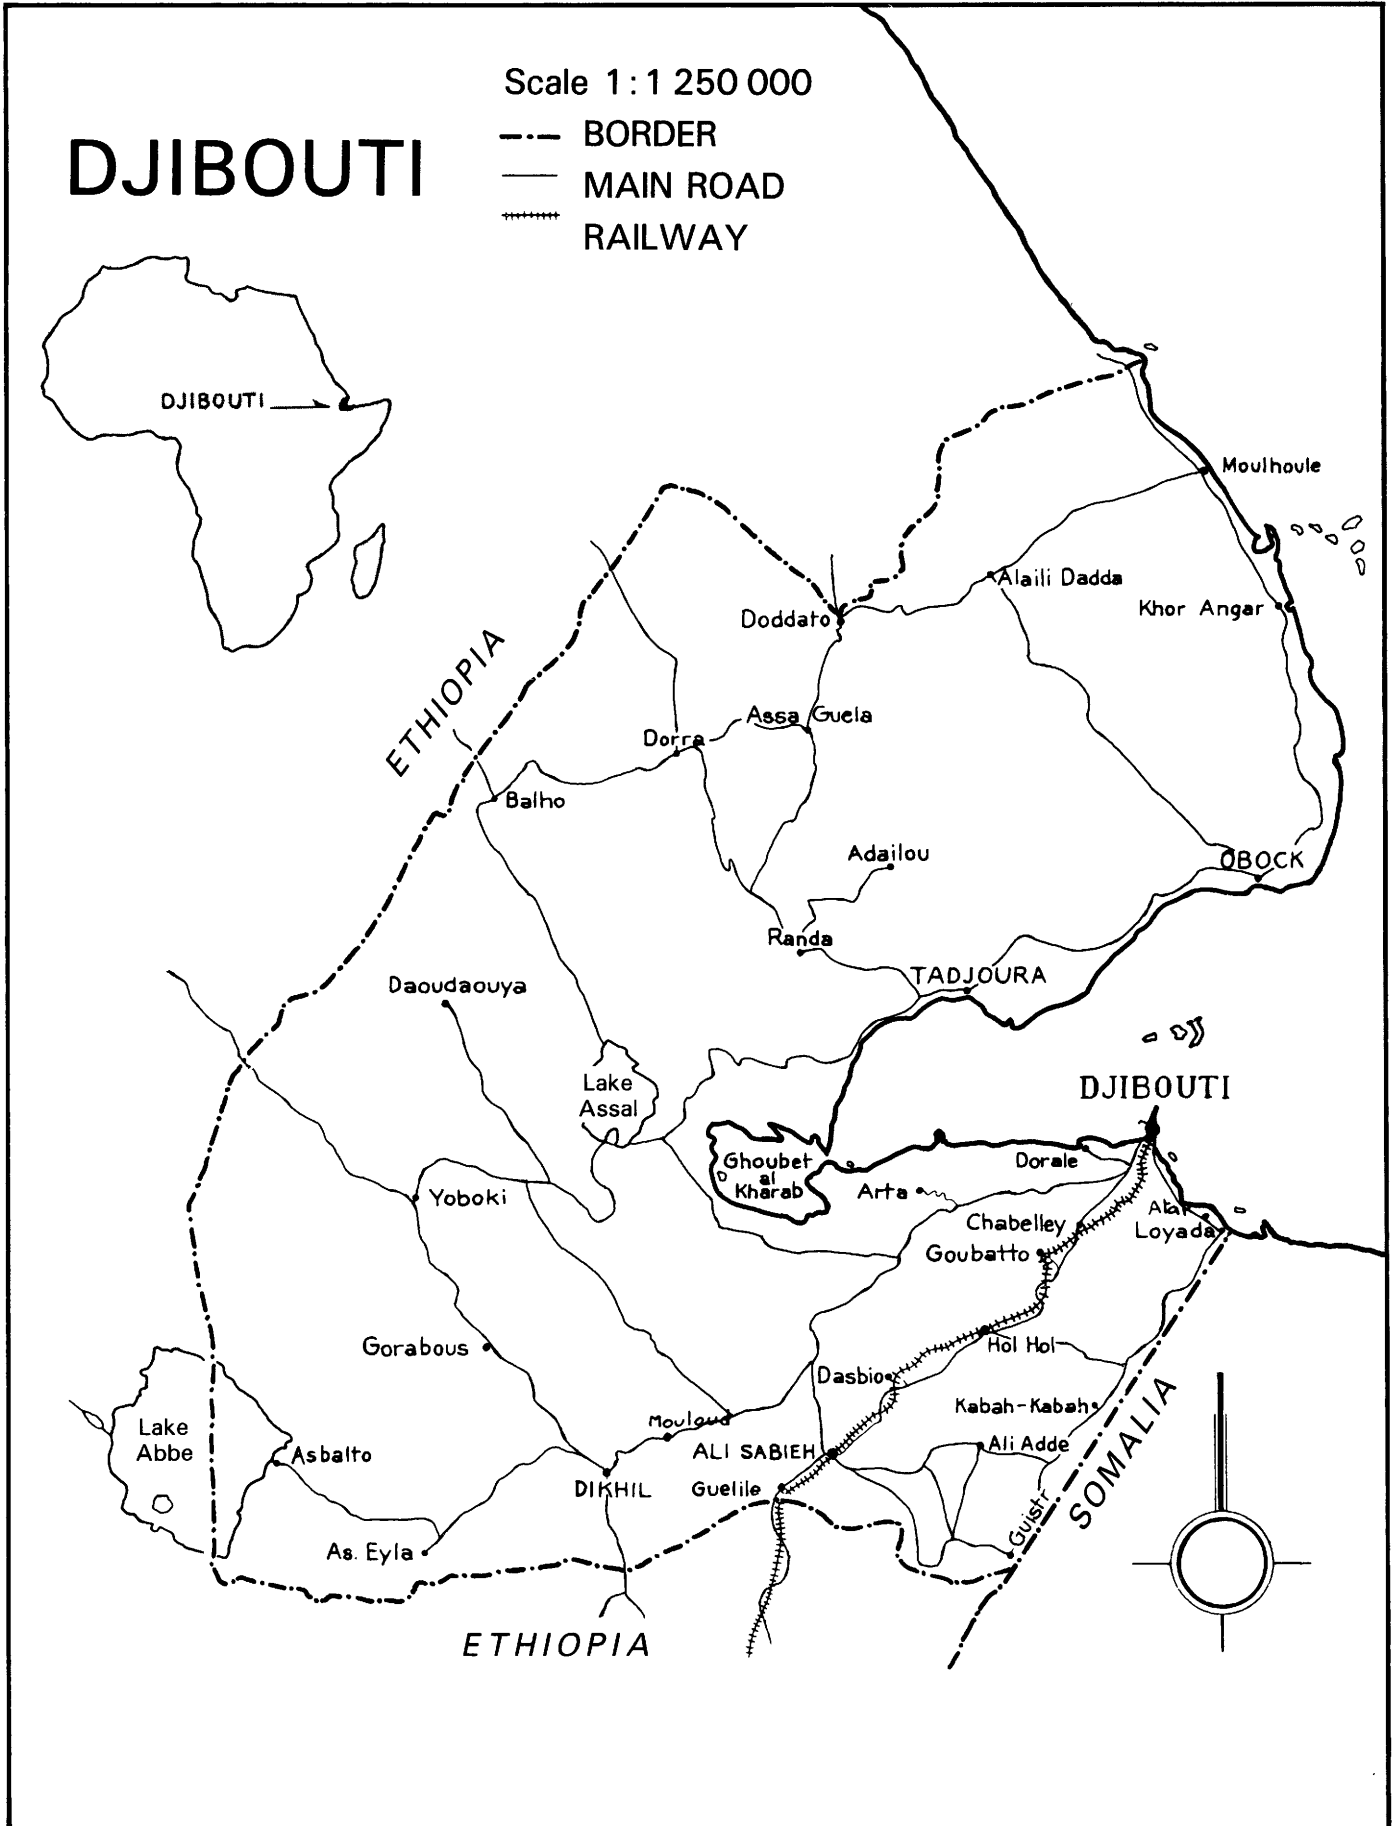 Scale 1:1 250 000
DJIBOUTI
BORDER
MAIN ROAD
RAILWAY
DJIBOUTI
Moulhoule
Alaili Dadda
Khor Angar
Doddato
ETHIOPIA
Assa Guela
Dorra
Balho
Adailou
OBOCK
Randa
TADJOURA
Daoudaouya
Lake
Assal
DJIBOUTI
Ghoubet
al
Kharab
Dorale
Arta
Yoboki
Chabelley
Atar
Loyada
Goubatto
Gorabous
Hol Hol
Dasbio
Kabah-Kabah
Lake
Abbe
Mouloud
Ali Adde
ALI SABIEH
Asbalto
DIKHIL
Guelile
Guistr
SOMALIA
As. Eyla
ETHIOPIA